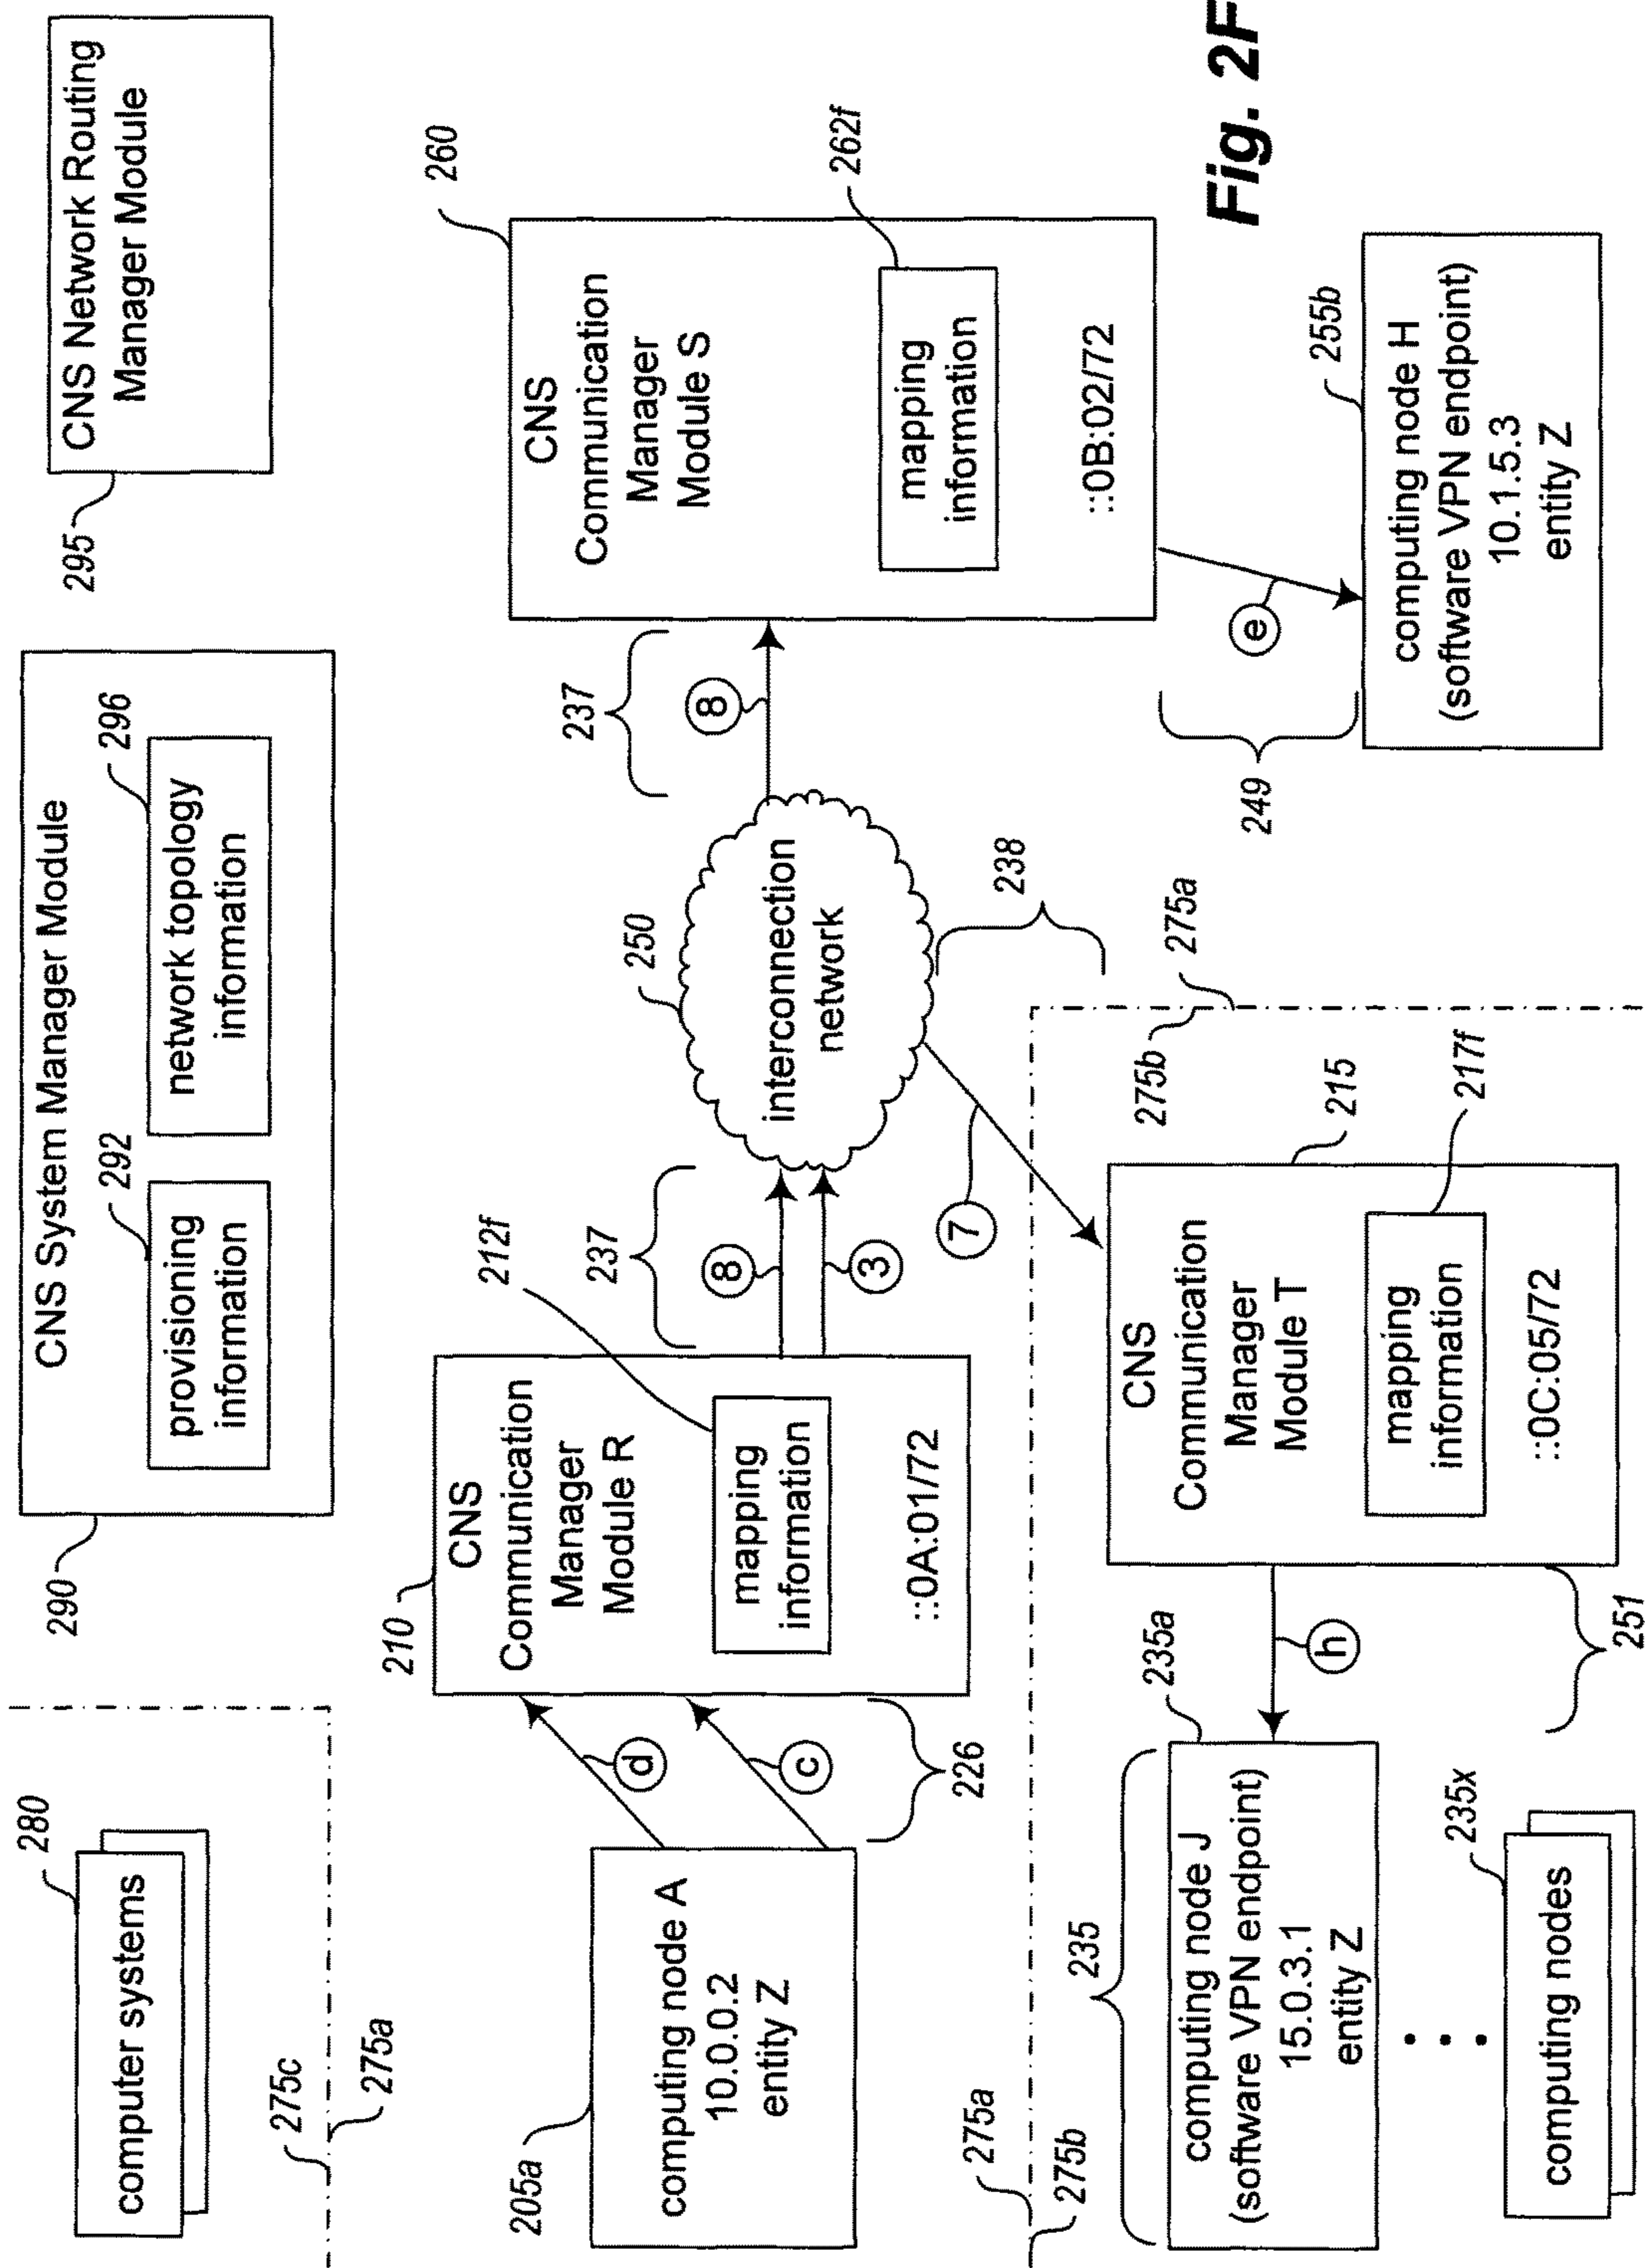 280
computer systems
275c
275a
290
CNS System Manager Module
292
provisioning
information
296
network topology
information
295
CNS Network Routing
Manager Module
205a
computing node A
10.0.0.2
entity Z
d
c
226
210
CNS
Communication
Manager
Module R
212f
mapping
information
::0A:01/72
237
8
3
250
interconnection
network
237
8
260
CNS
Communication
Manager
Module S
262f
mapping
information
::0B:02/72
7
238
e
249
255b
computing node H
(software VPN endpoint)
10.1.5.3
entity Z
275a
275b
275b
275a
235
235a
computing node J
(software VPN endpoint)
15.0.3.1
entity Z
h
251
215
CNS
Communication
Manager
Module T
217f
mapping
information
::0C:05/72
235x
computing nodes
Fig. 2F